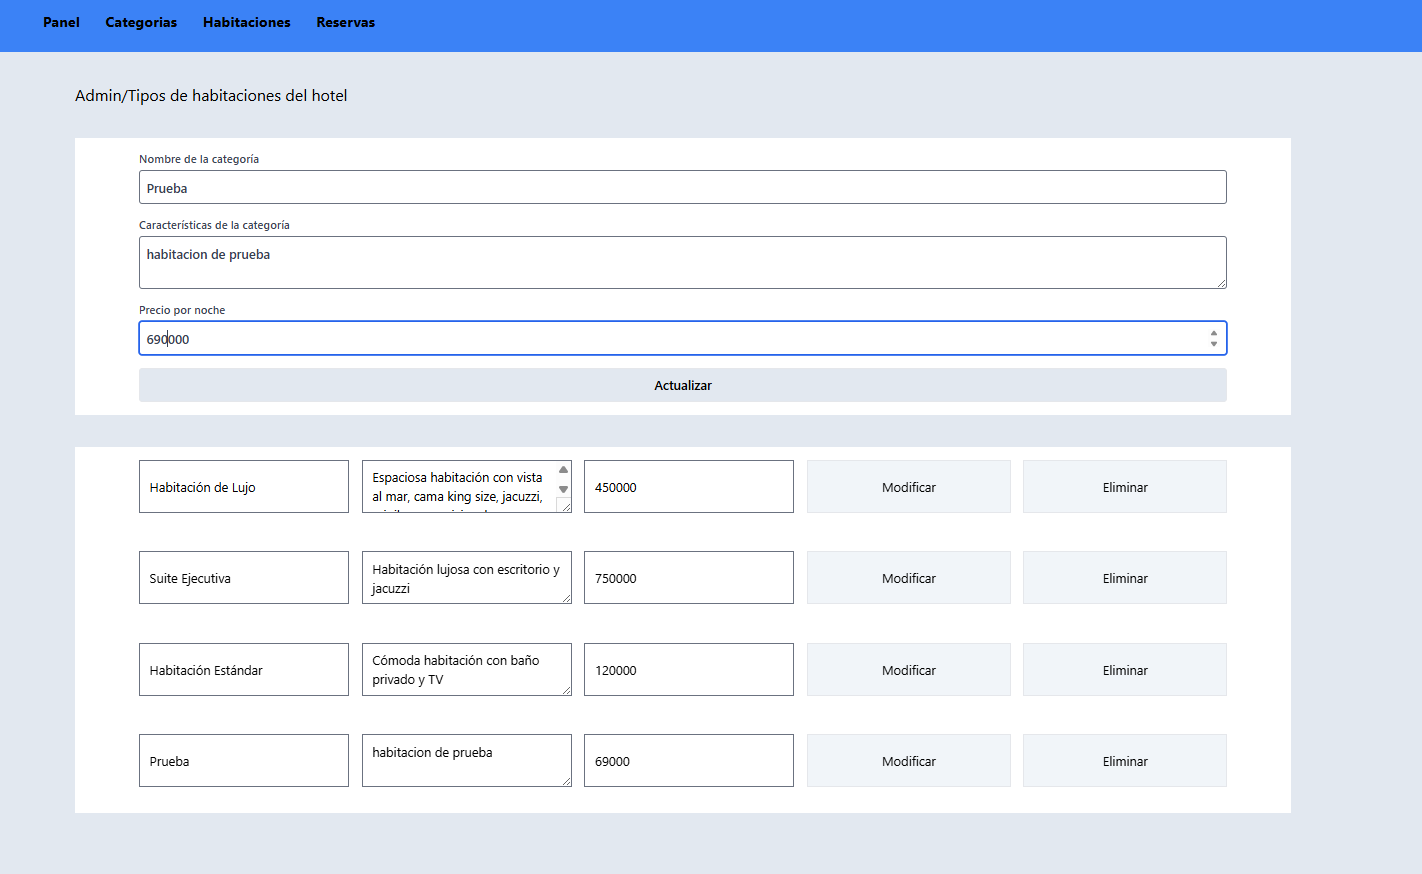 Panel Categorias Habitaciones Reservas
Admin/Tipos de habitaciones del hotel
Nombre de la categoría
Prueba
Características de la categoría
habitacion de prueba
Precio por noche
690000
Actualizar
Habitación de Lujo
Espaciosa habitación con vista
al mar, cama king size, jacuzzi,
450000
Modificar
Eliminar
Suite Ejecutiva
Habitación lujosa con escritorio y
jacuzzi
750000
Modificar
Eliminar
Habitación Estándar
Cómoda habitación con baño
privado y TV
120000
Modificar
Eliminar
Prueba
habitacion de prueba
69000
Modificar
Eliminar